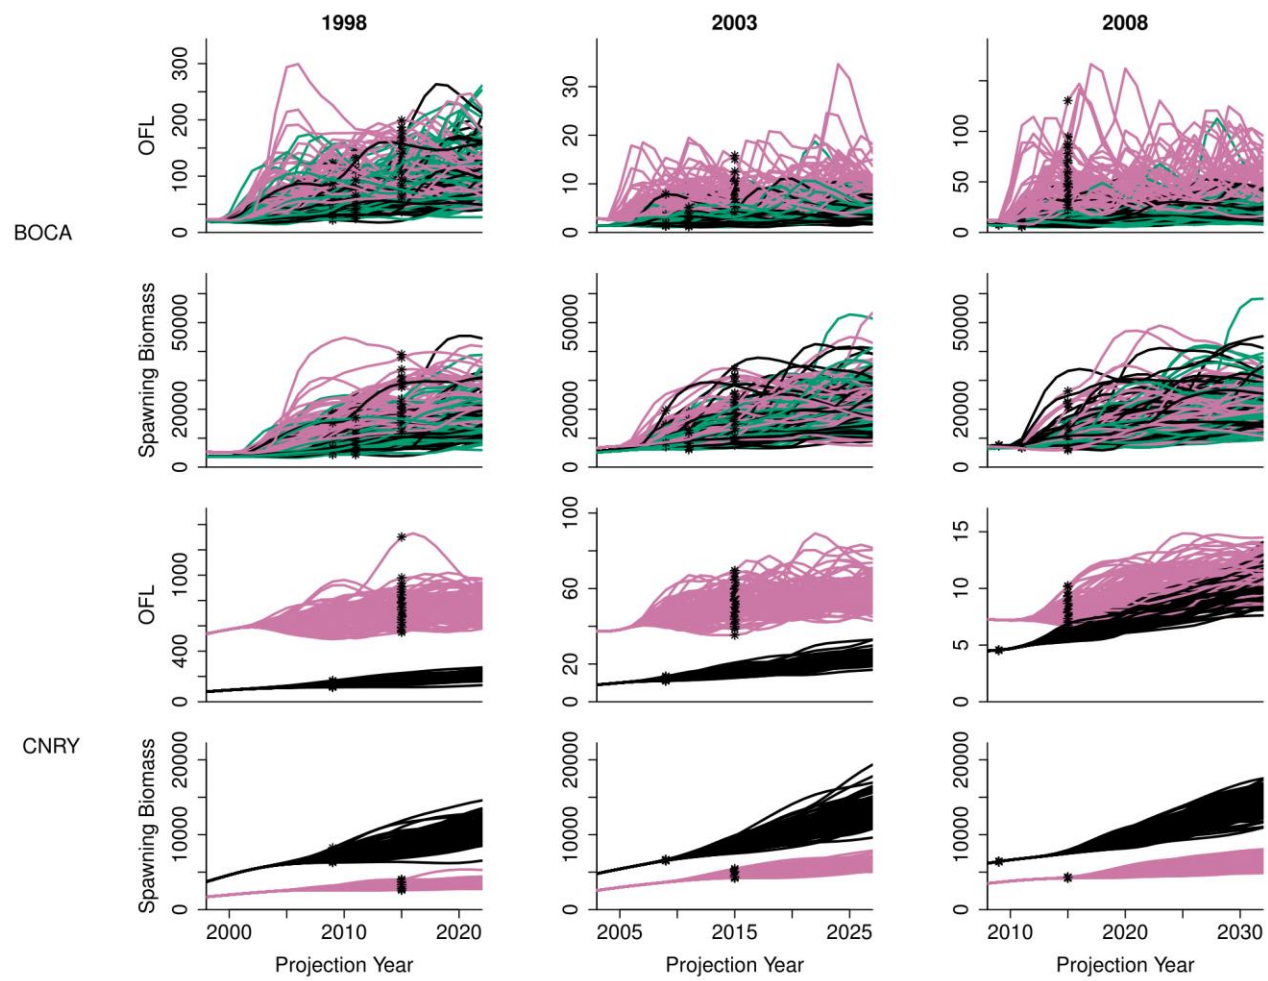 1998 2003 2008
BOCA
OFL
0 100 200 300
0 10 20 30
0 50 100
Spawning Biomass
0 20000 50000
0 20000 50000
0 20000 50000
CNRY
OFL
0 400 1000
0 20 60 100
0 5 10 15
Spawning Biomass
0 10000 20000
0 10000 20000
0 10000 20000
2000 2010 2020 2005 2015 2025 2010 2020 2030
Projection Year Projection Year Projection Year